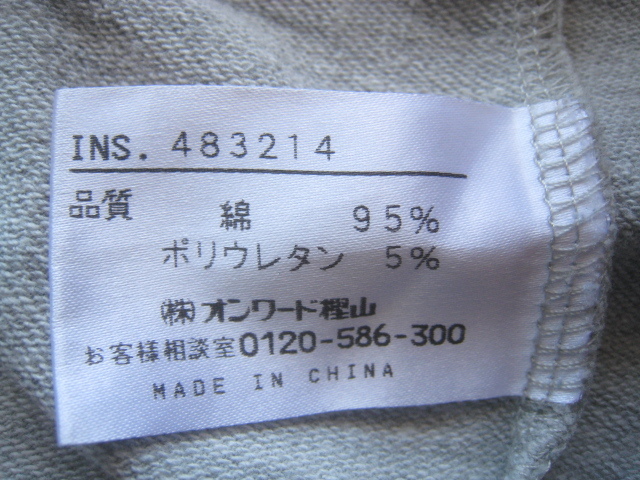 INS. 483214
品質 綿 95%
ポリウレタン 5%
㈱オンワード樫山
お客様相談室0120-586-300
MADE IN CHINA